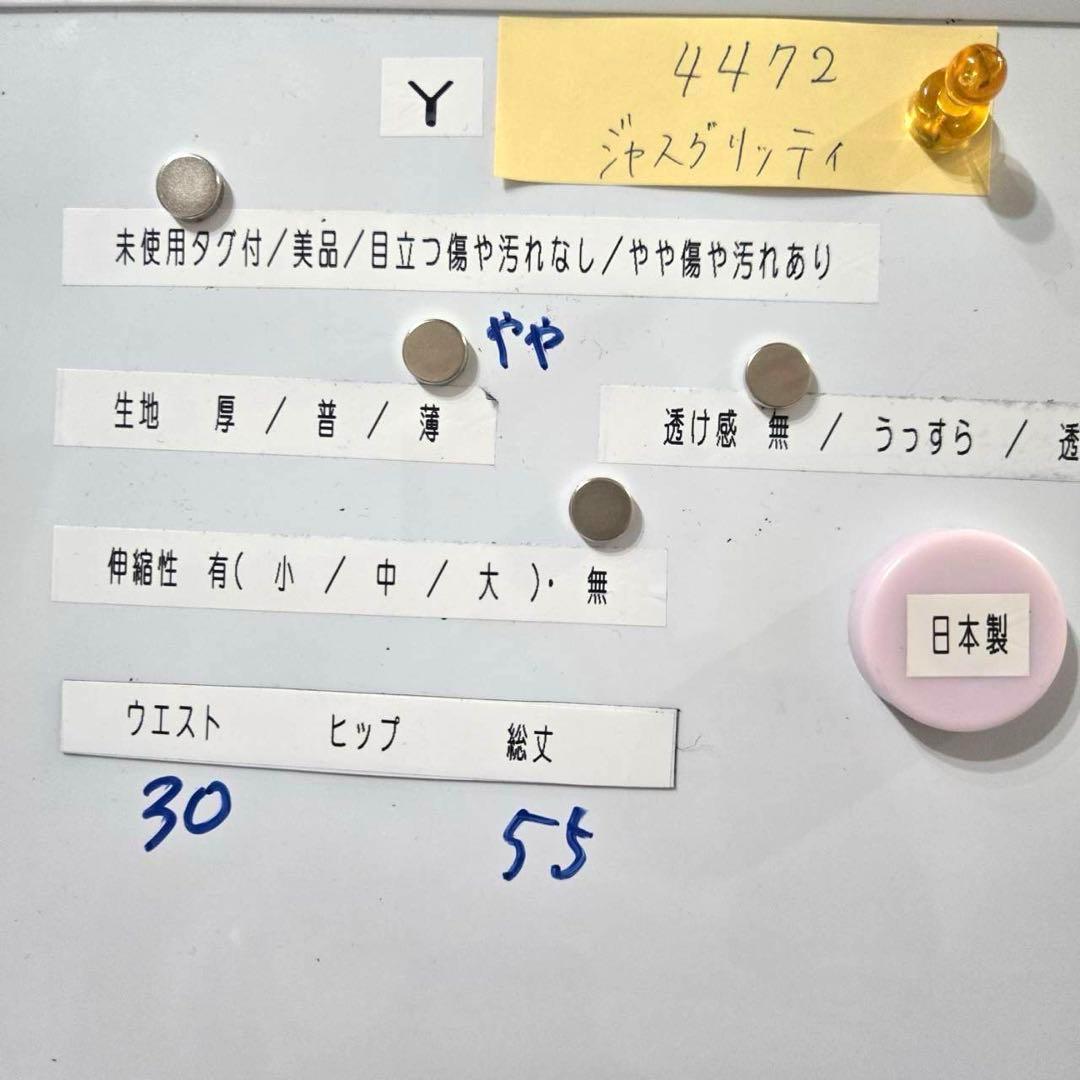 4472
Y
ジャスグリッティ
未使用タグ付/美品/目立つ傷や汚れなし/やや傷や汚れあり
やや
生地 厚 / 普 / 薄
透け感 無 / うっすら / 透
伸縮性 有( 小 / 中 / 大 )・無
日本製
ウエスト ヒップ 総丈
30 55